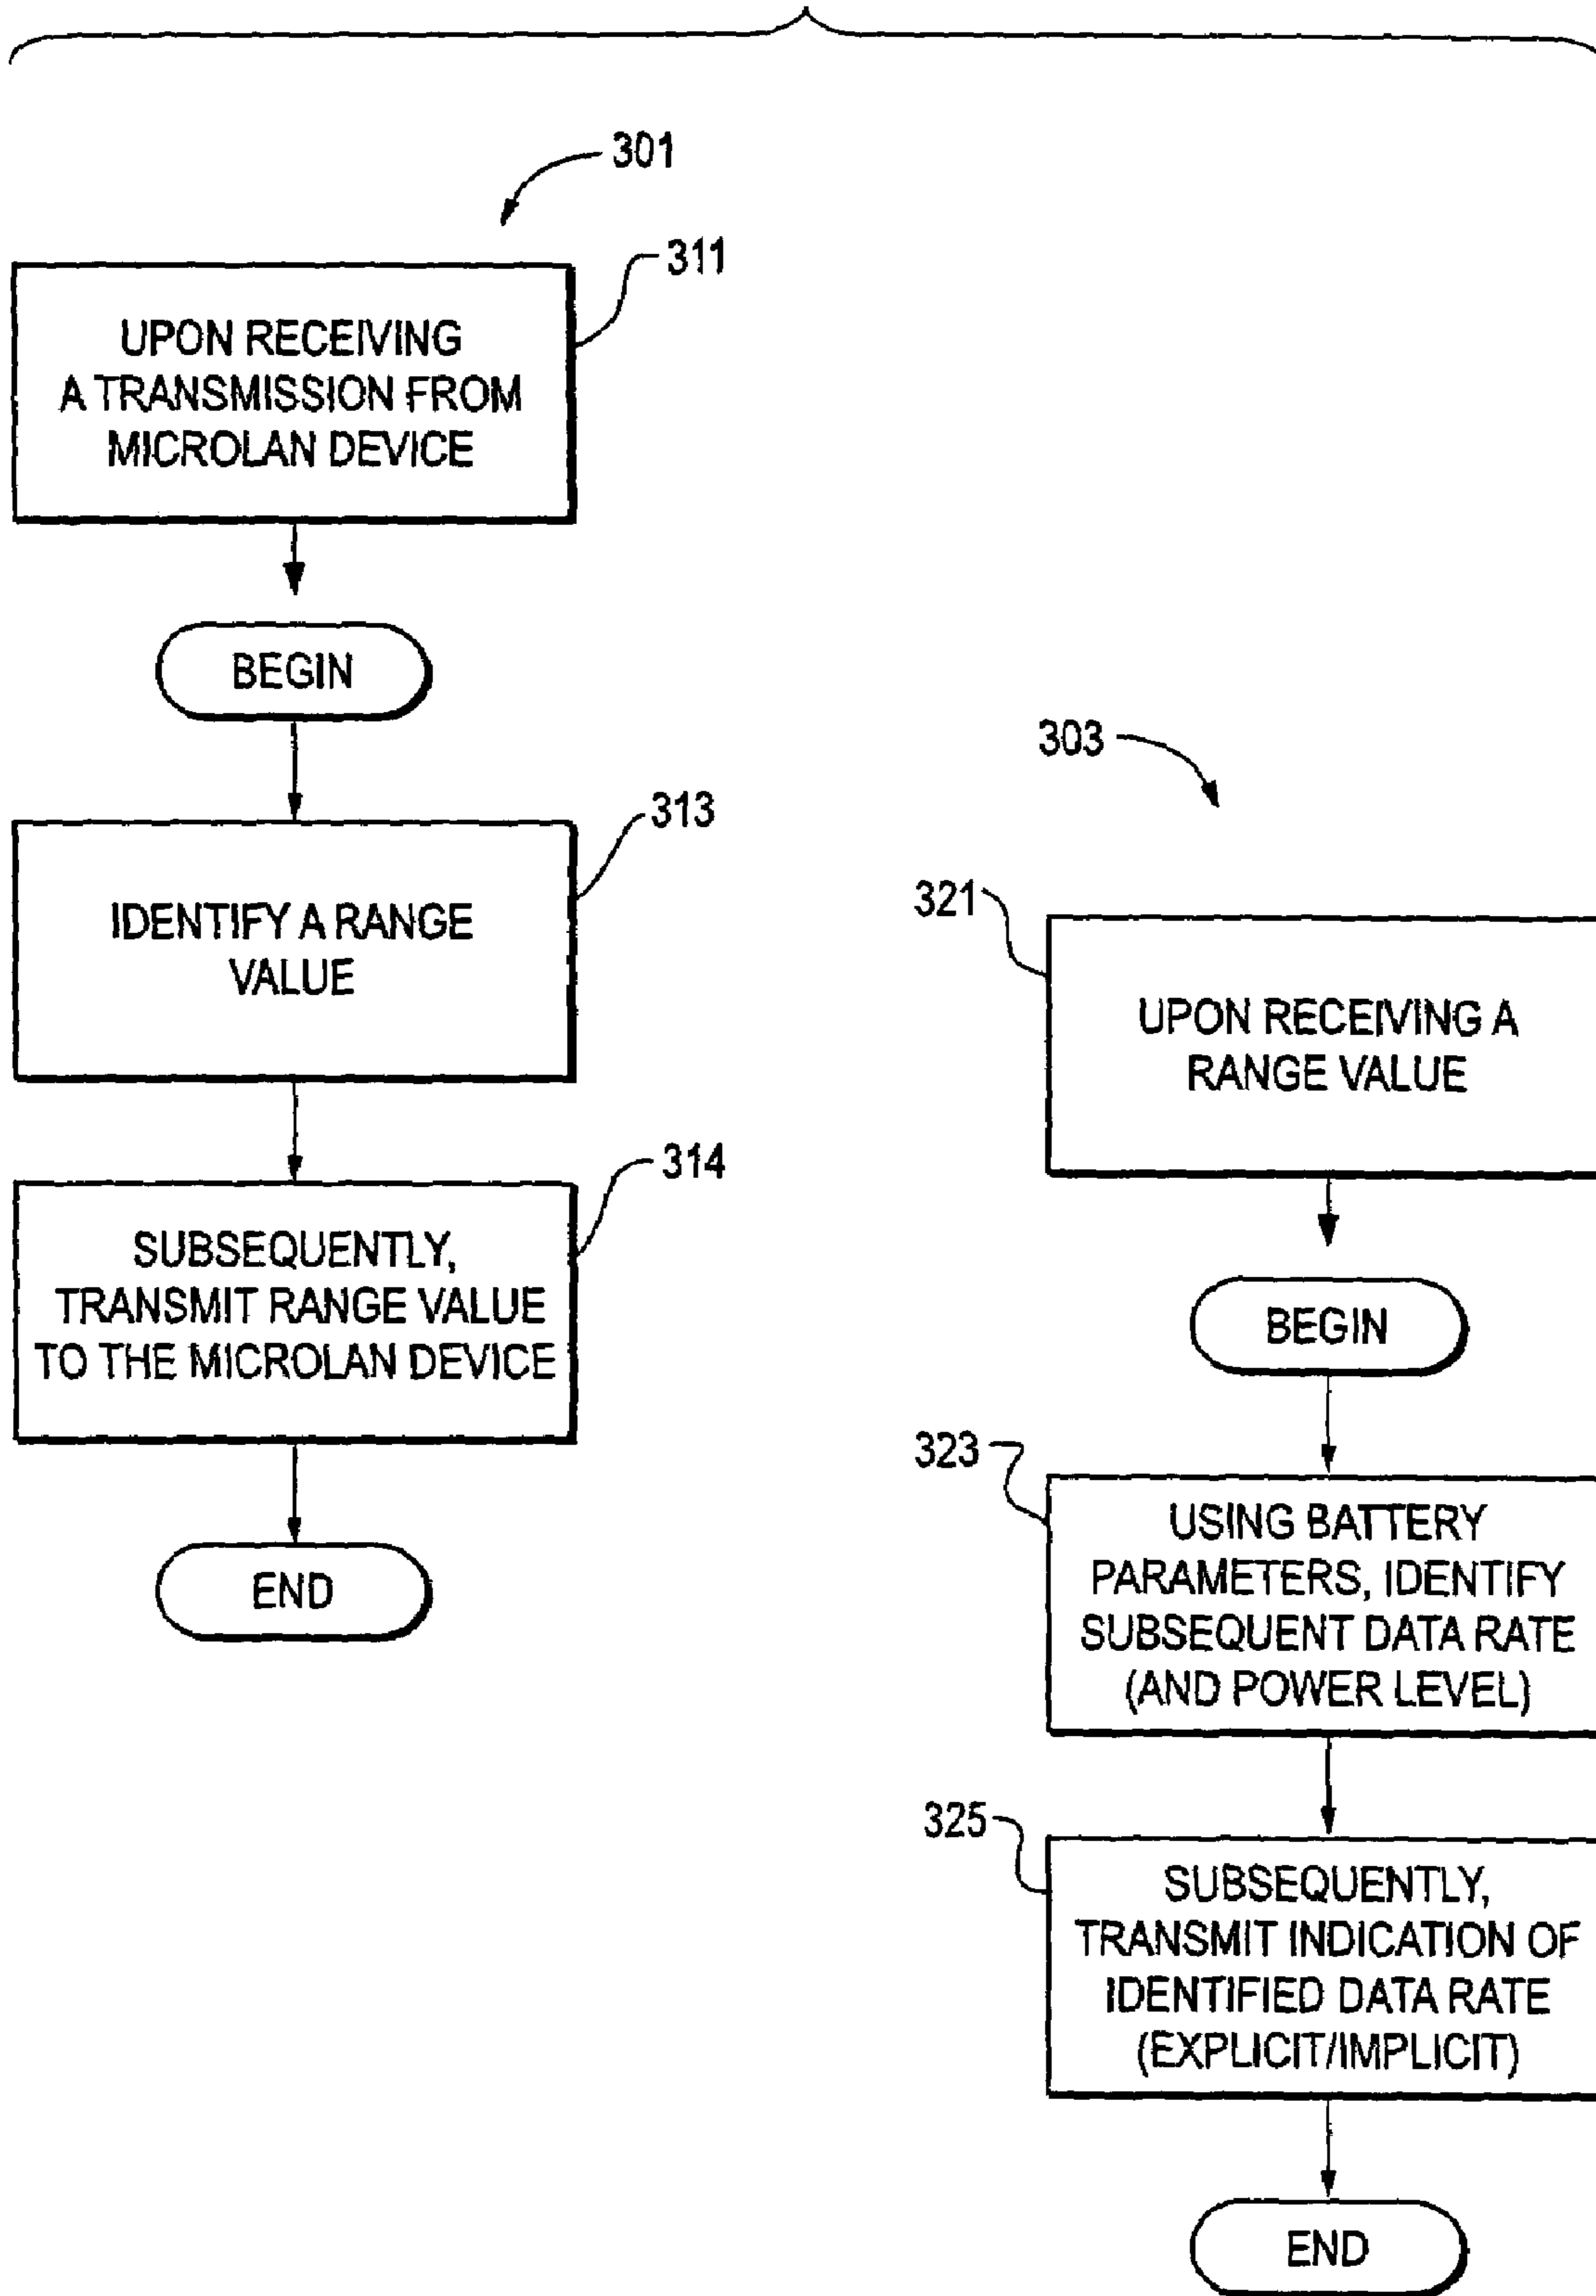 301
311
UPON RECEIVING
A TRANSMISSION FROM
MICROLAN DEVICE
BEGIN
313
IDENTIFY A RANGE
VALUE
314
SUBSEQUENTLY,
TRANSMIT RANGE VALUE
TO THE MICROLAN DEVICE
END
303
321
UPON RECEIVING A
RANGE VALUE
BEGIN
323
USING BATTERY
PARAMETERS, IDENTIFY
SUBSEQUENT DATA RATE
(AND POWER LEVEL)
325
SUBSEQUENTLY,
TRANSMIT INDICATION OF
IDENTIFIED DATA RATE
(EXPLICIT/IMPLICIT)
END